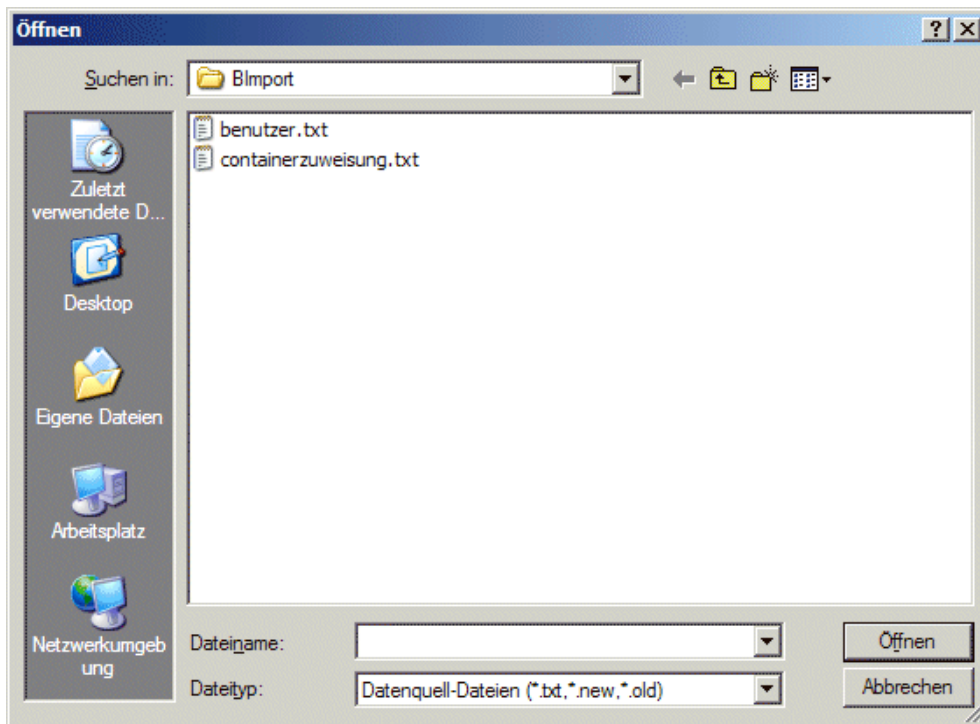 Öffnen
Suchen in:
BImport
benutzer.txt
containerzuweisung.txt
Zuletzt
verwendete D...
Desktop
Eigene Dateien
Arbeitsplatz
Netzwerkumgeb
ung
Dateiname:
Öffnen
Dateityp:
Datenquell-Dateien (*.txt,*.new,*.old)
Abbrechen